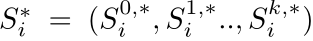 S_i^* = (S_i^{0,*}, S_i^{1,*}.., S_i^{k,*})